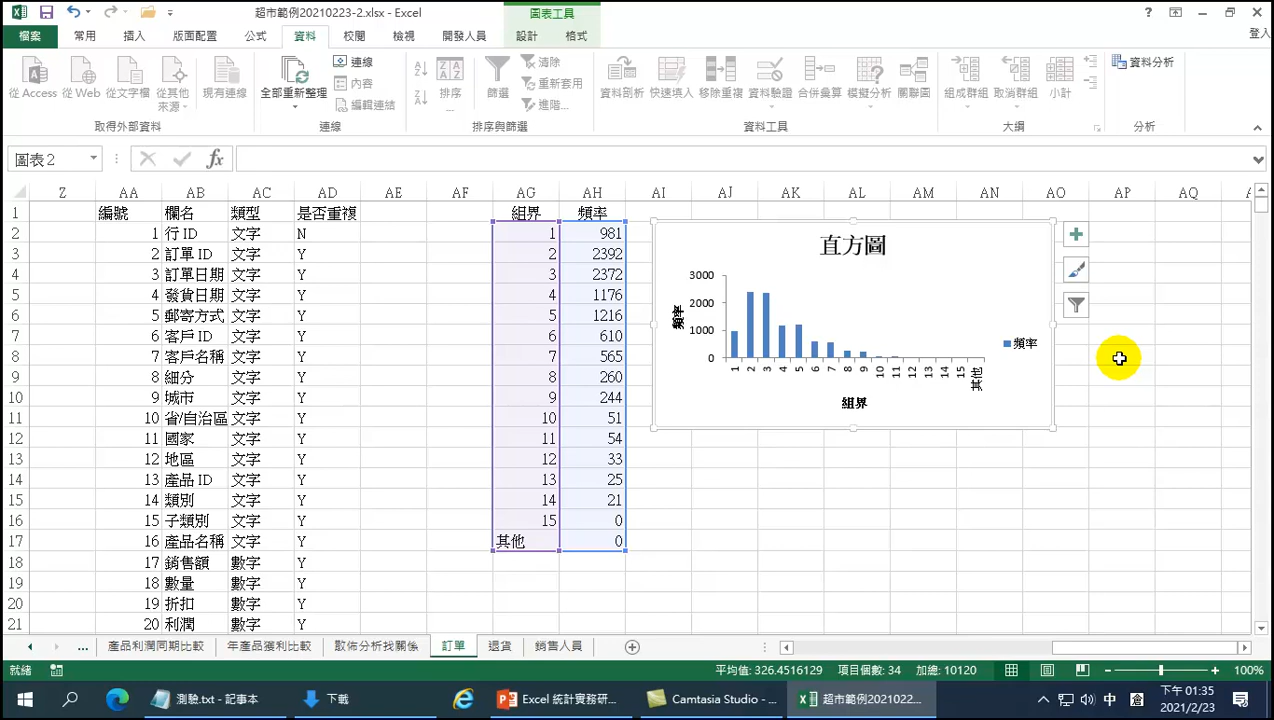 超市範例20210223-2.xlsx - Excel
圖表工具
檔案 常用 插入 版面配置 公式 資料 校閱 檢視 開發人員 設計 格式 登入
從 Access 從 Web 從文字檔 從其他來源 現有連線
取得外部資料
全部重新整理 連線 內容 編輯連結
連線
排序 篩選 清除 重新套用 進階...
排序與篩選
資料剖析 快速填入 移除重複 資料驗證 合併彙算 模擬分析 關聯圖
資料工具
組成群組 取消群組 小計
大綱
資料分析
分析
圖表2 fx
Z AA AB AC AD AE AF AG AH AI AJ AK AL AM AN AO AP AQ
1 編號 欄名 類型 是否重複 組界 頻率
2 1 行 ID 文字 N 1 981
3 2 訂單 ID 文字 Y 2 2392
4 3 訂單日期 文字 Y 3 2372
5 4 發貨日期 文字 Y 4 1176
6 5 郵寄方式 文字 Y 5 1216
7 6 客戶 ID 文字 Y 6 610
8 7 客戶名稱 文字 Y 7 565
9 8 細分 文字 Y 8 260
10 9 城市 文字 Y 9 244
11 10 省/自治區 文字 Y 10 51
12 11 國家 文字 Y 11 54
13 12 地區 文字 Y 12 33
14 13 產品 ID 文字 Y 13 25
15 14 類別 文字 Y 14 21
16 15 子類別 文字 Y 15 0
17 16 產品名稱 文字 Y 其他 0
18 17 銷售額 數字 Y
19 18 數量 數字 Y
20 19 折扣 數字 Y
21 20 利潤 數字 Y
直方圖
3000
2000
1000
0
頻率
1 2 3 4 5 6 7 8 9 10 11 12 13 14 15 其他
組界
頻率
... 產品利潤同期比較 年產品獲利比較 散佈分析找關係 訂單 退貨 銷售人員
就緒 平均值: 326.4516129 項目個數: 34 加總: 10120 100%
測驗.txt - 記事本 下載 Excel 統計實務研... Camtasia Studio - ... 超市範例2021022... 中 下午 01:35
2021/2/23